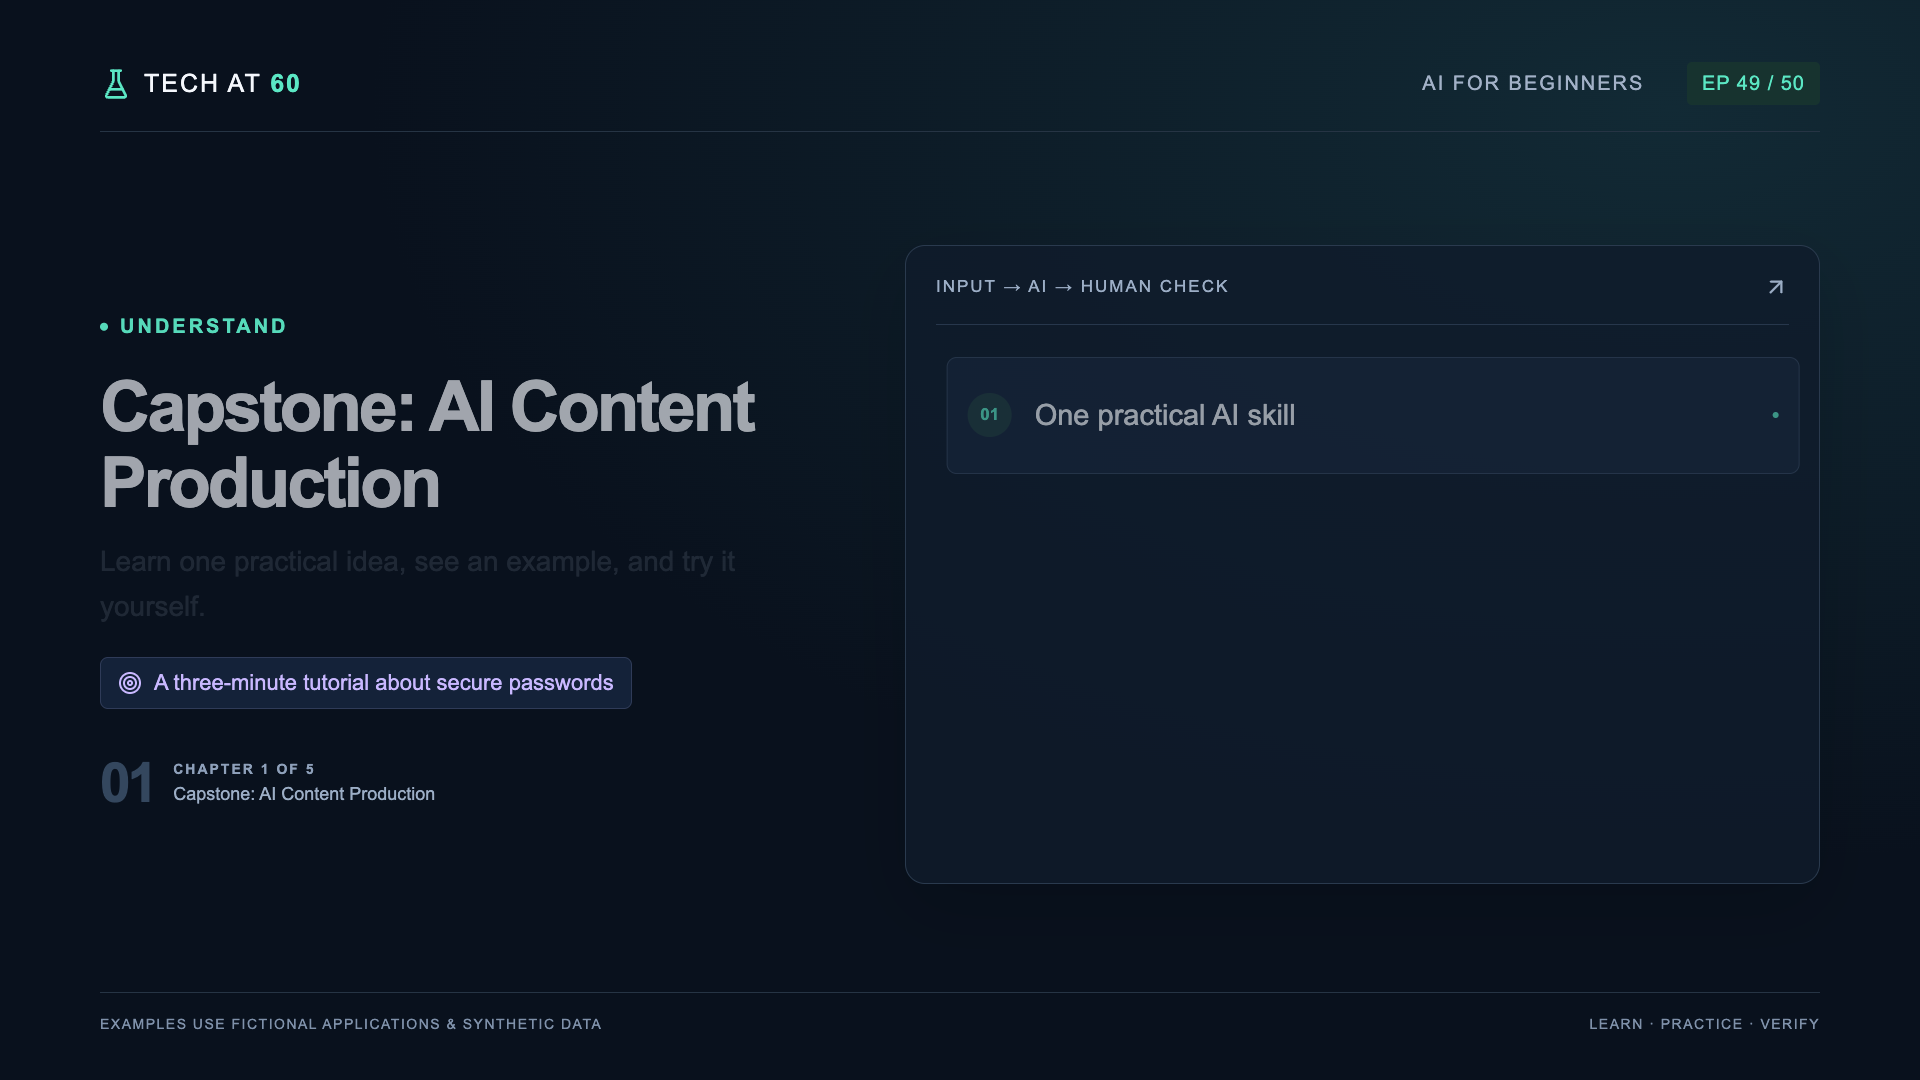 TECH AT 60
AI FOR BEGINNERS
EP 49 / 50
UNDERSTAND
Capstone: AI Content
Production
Learn one practical idea, see an example, and try it
yourself.
A three-minute tutorial about secure passwords
01
CHAPTER 1 OF 5
Capstone: AI Content Production
INPUT → AI → HUMAN CHECK
01
One practical AI skill
EXAMPLES USE FICTIONAL APPLICATIONS & SYNTHETIC DATA
LEARN · PRACTICE · VERIFY